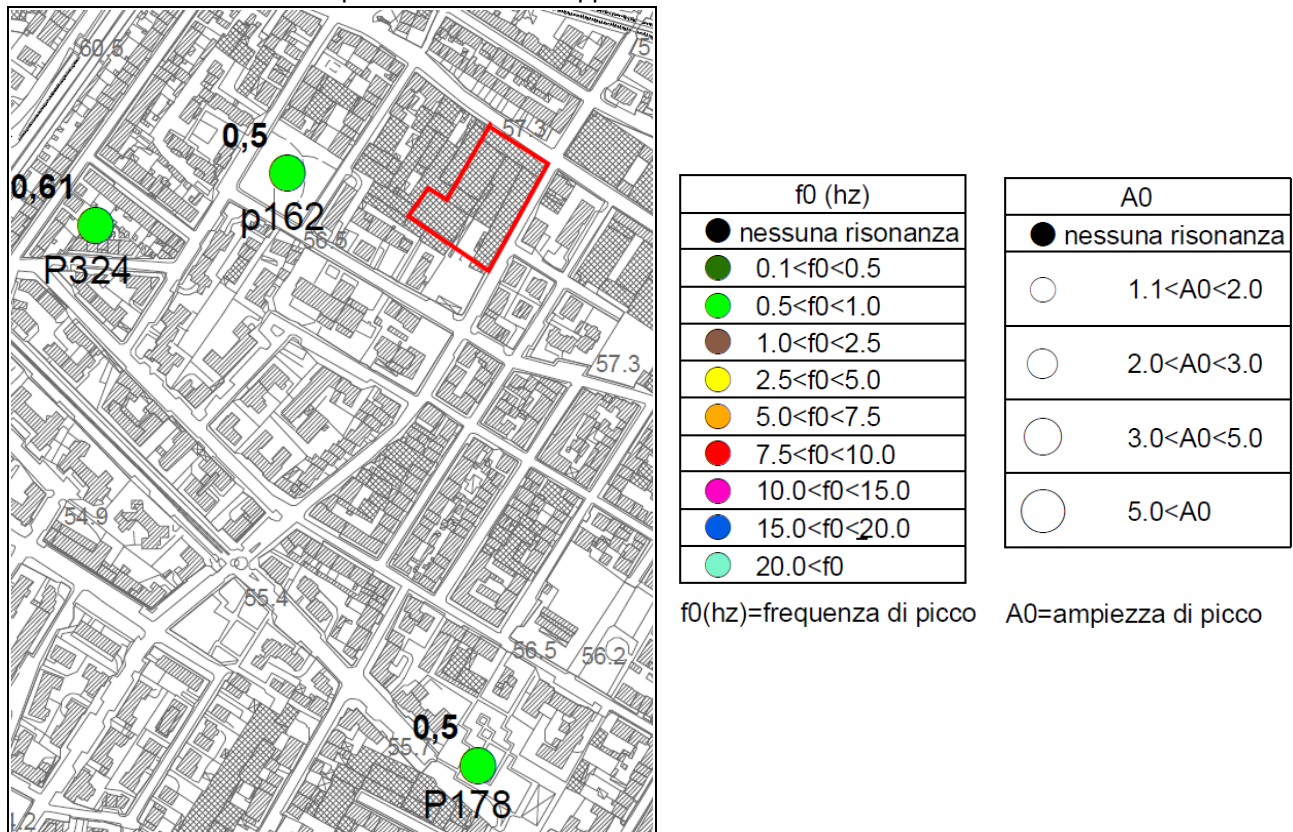 60.5
5
57.3
0,5
0,61
p162
56.5
P324
57.3
54.9
55.4
56.5
56.2
0,5
55.7
P178
f0 (hz)
nessuna risonanza
0.1<f0<0.5
0.5<f0<1.0
1.0<f0<2.5
2.5<f0<5.0
5.0<f0<7.5
7.5<f0<10.0
10.0<f0<15.0
15.0<f0<20.0
20.0<f0
f0(hz)=frequenza di picco
A0
nessuna risonanza
1.1<A0<2.0
2.0<A0<3.0
3.0<A0<5.0
5.0<A0
A0=ampiezza di picco